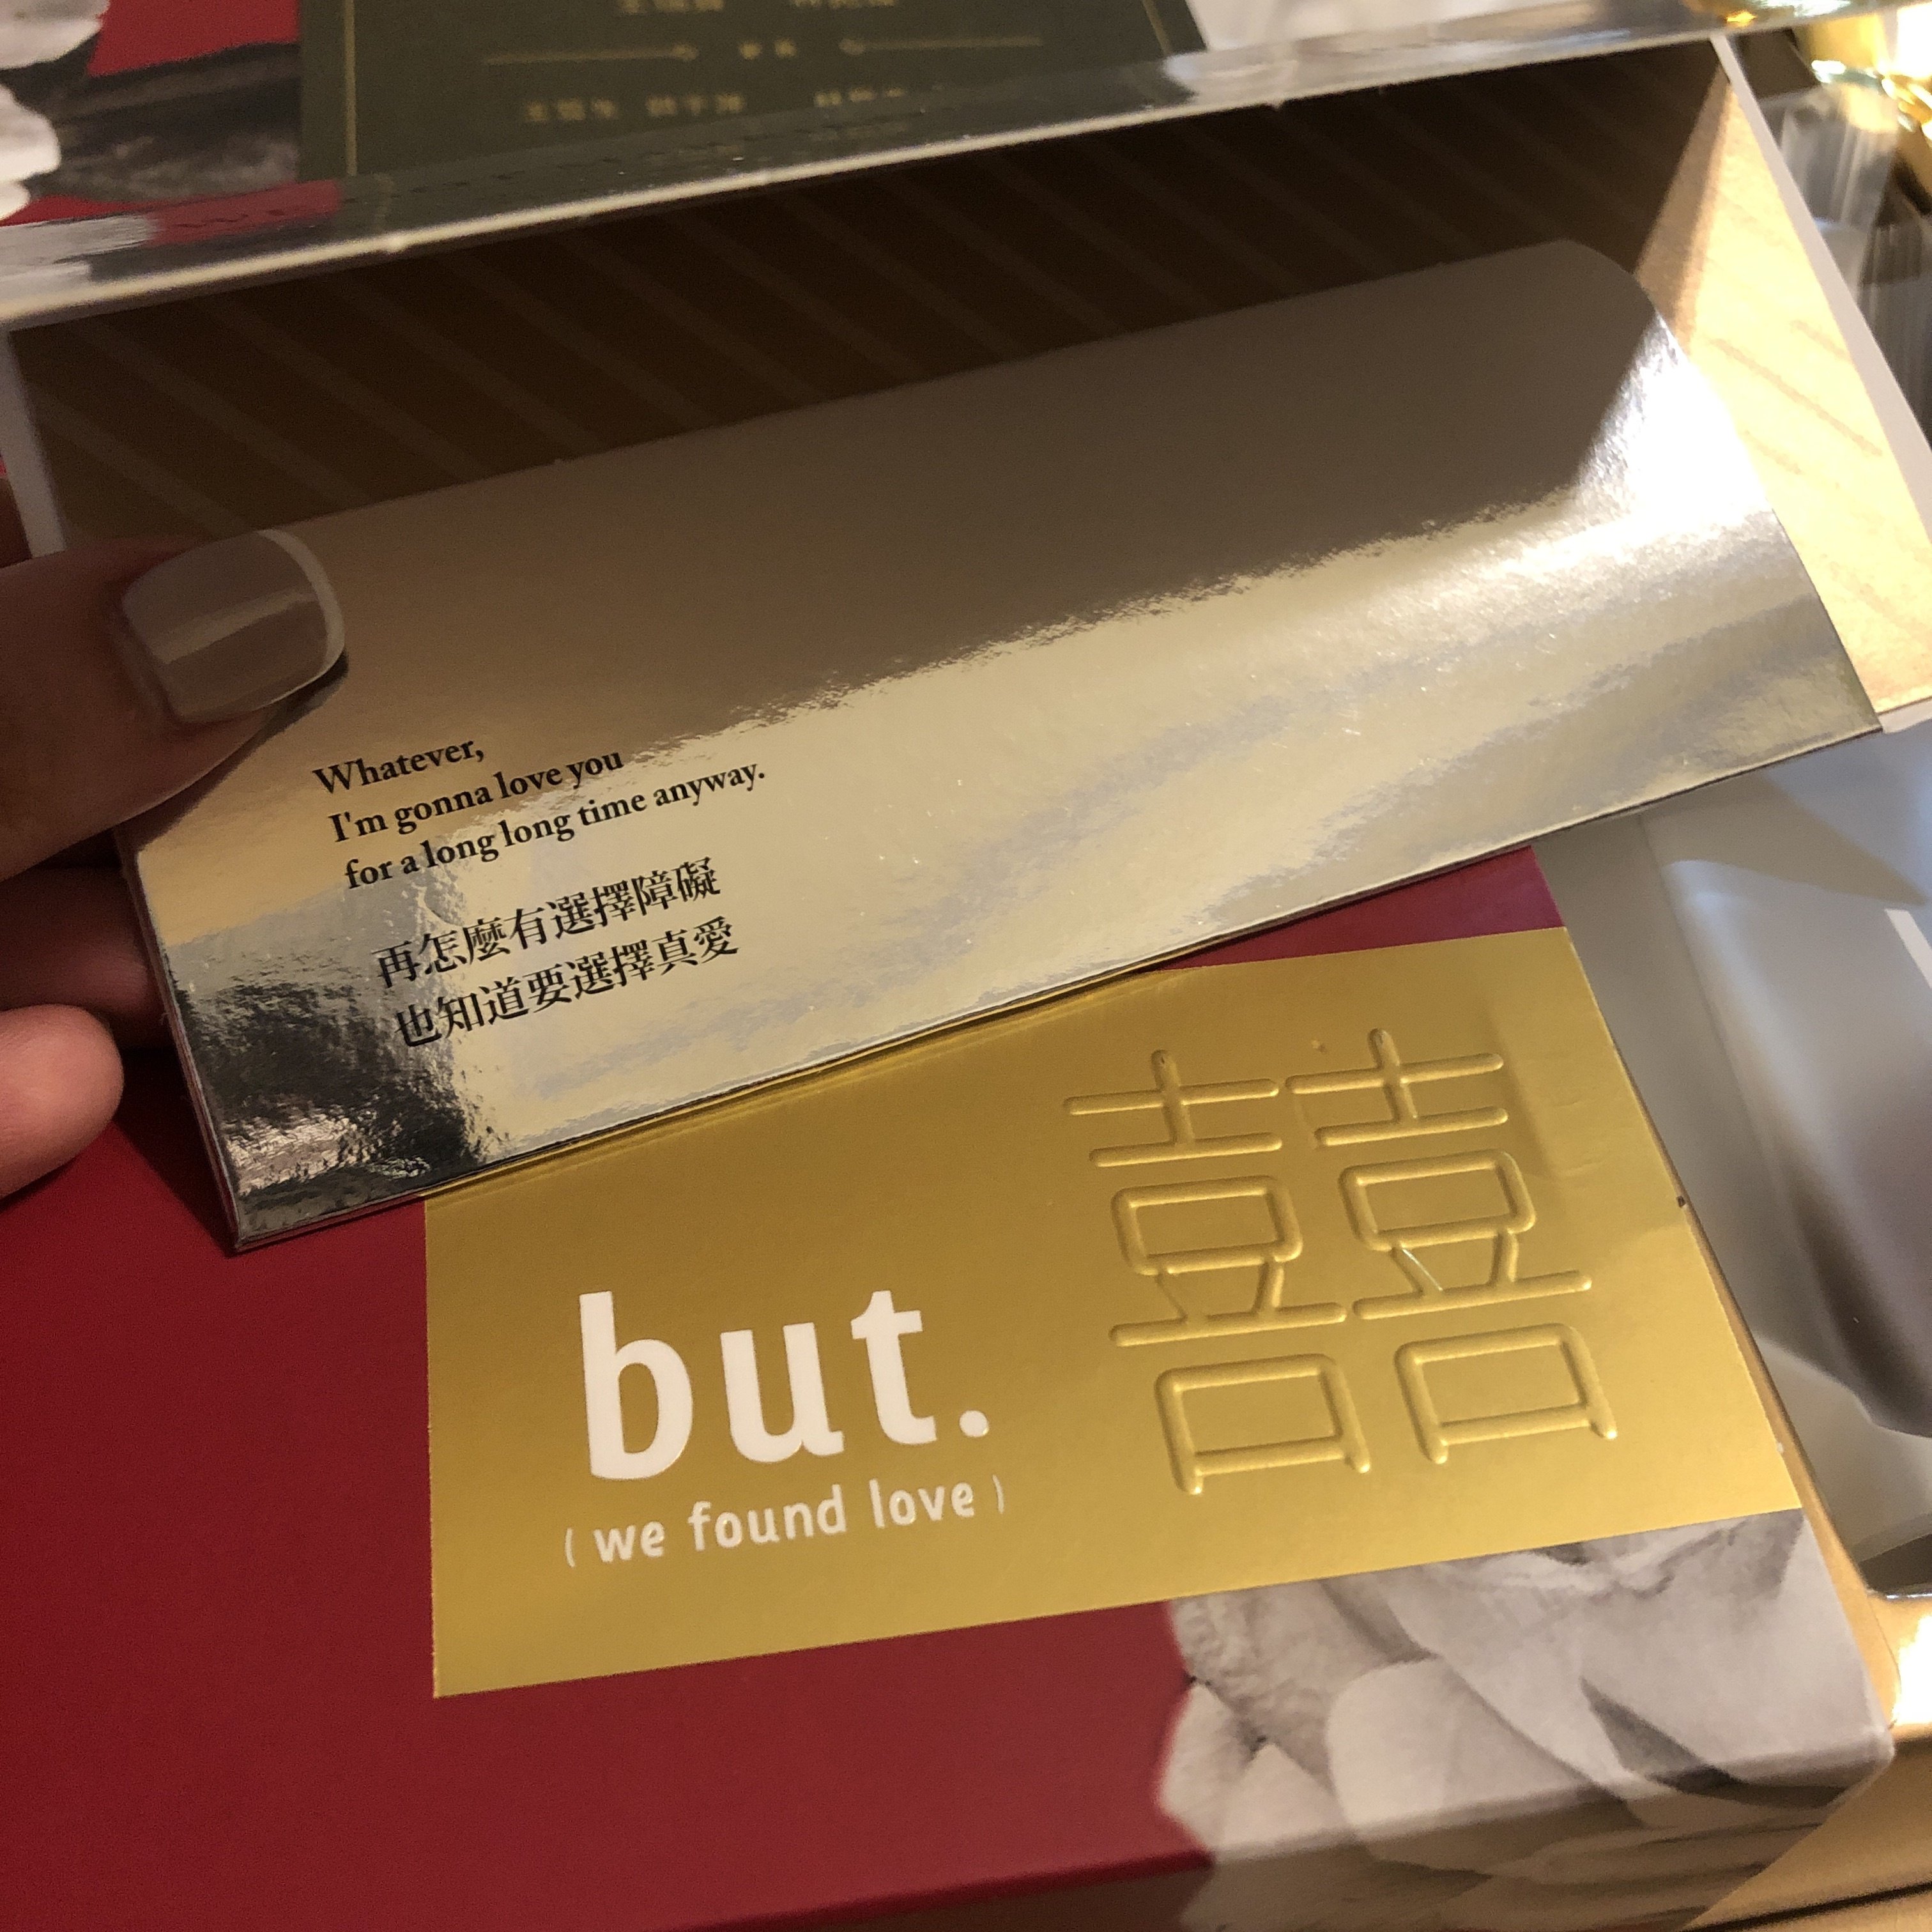 Whatever,
I'm gonna love you
for a long long time anyway.
再怎麼有選擇障礙
也知道要選擇真愛
囍
but.
( we found love )